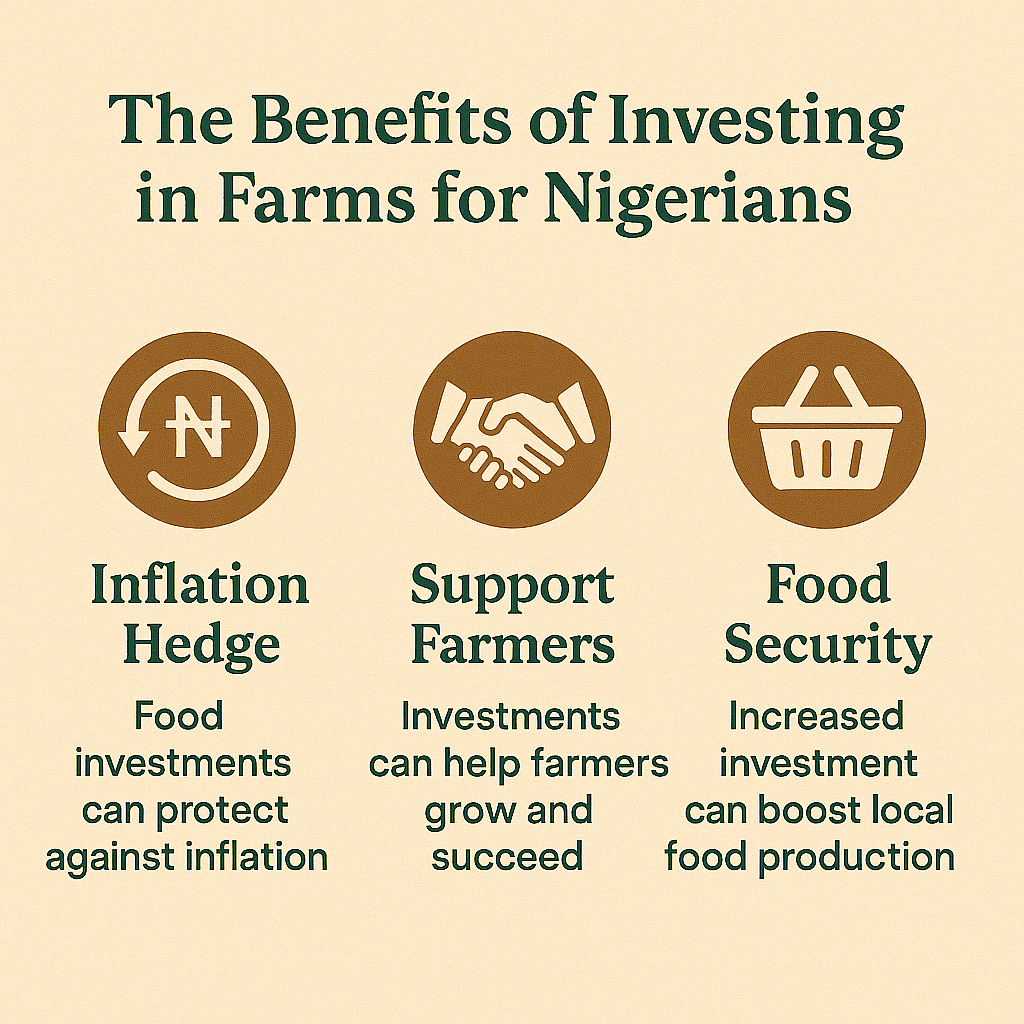 The Benefits of Investing
in Farms for Nigerians
₦
Inflation
Hedge
Food
investments
can protect
against inflation
Support
Farmers
Investments
can help farmers
grow and
succeed
Food
Security
Increased
investment
can boost local
food production